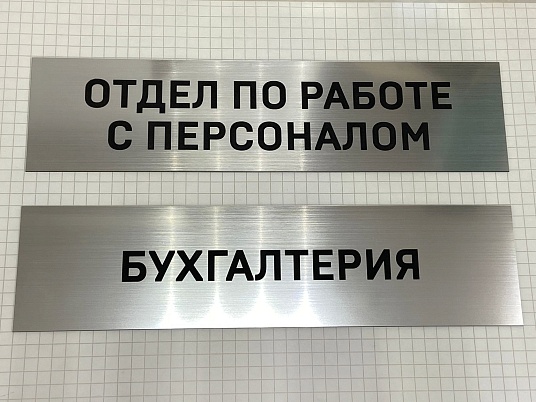 ОТДЕЛ ПО РАБОТЕ
С ПЕРСОНАЛОМ
БУХГАЛТЕРИЯ